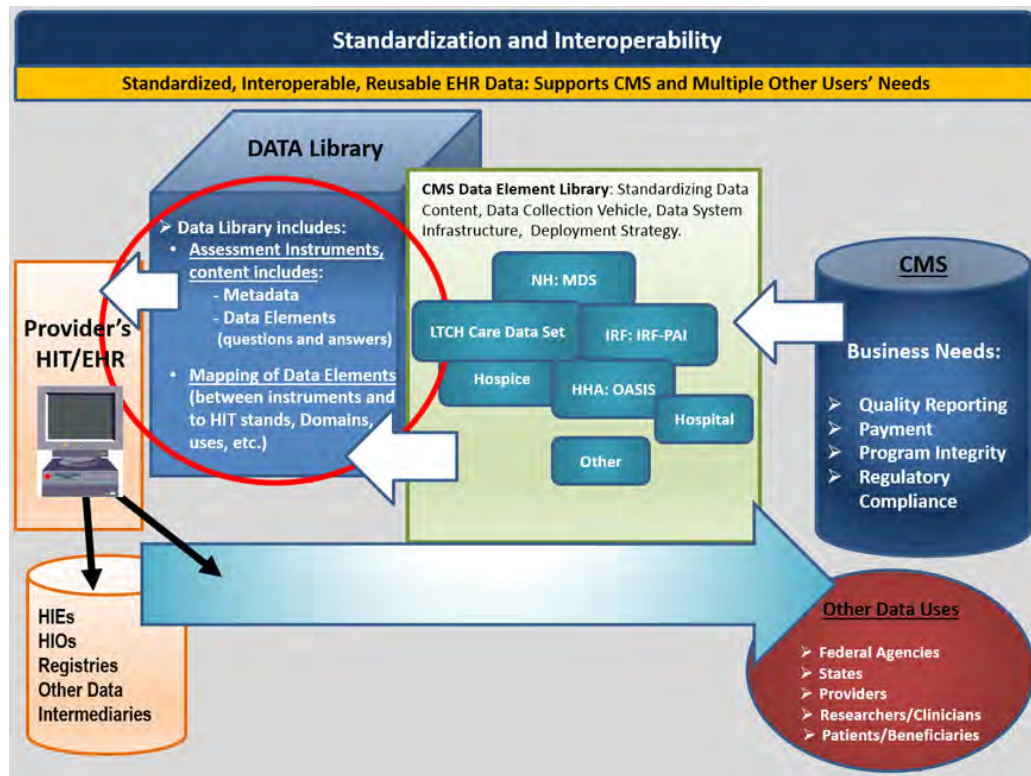 Standardization and Interoperability
Standardized, Interoperable, Reusable EHR Data: Supports CMS and Multiple Other Users' Needs
DATA Library
➢ Data Library includes:
• Assessment Instruments,
content includes:
- Metadata
- Data Elements
(questions and answers)
• Mapping of Data Elements
(between instruments and
to HIT stands, Domains,
uses, etc.)
Provider's
HIT/EHR
CMS Data Element Library: Standardizing Data
Content, Data Collection Vehicle, Data System
Infrastructure, Deployment Strategy.
NH: MDS
LTCH Care Data Set
IRF: IRF-PAI
Hospice
HHA: OASIS
Hospital
Other
CMS
Business Needs:
➢ Quality Reporting
➢ Payment
➢ Program Integrity
➢ Regulatory
Compliance
HIEs
HIOs
Registries
Other Data
Intermediaries
Other Data Uses
➢ Federal Agencies
➢ States
➢ Providers
➢ Researchers/Clinicians
➢ Patients/Beneficiaries